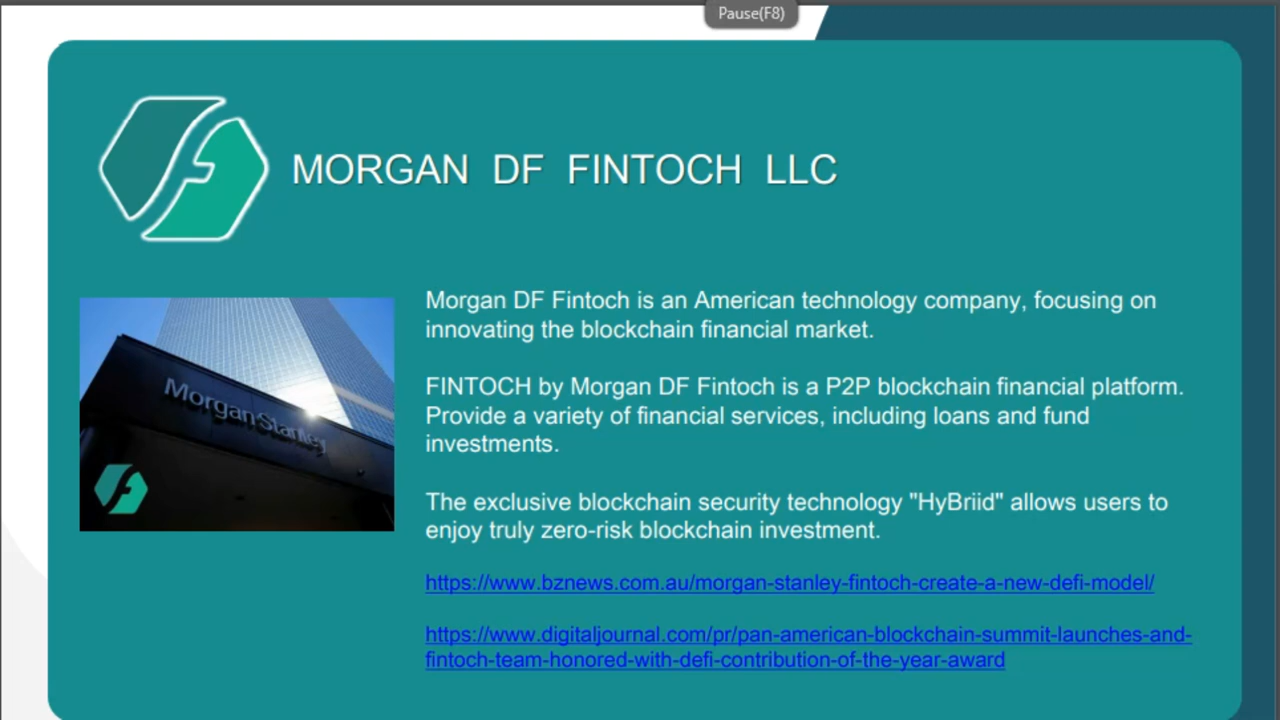 Pause(F8)
MORGAN DF FINTOCH LLC
Morgan DF Fintoch is an American technology company, focusing on
innovating the blockchain financial market.
MorganStanley
FINTOCH by Morgan DF Fintoch is a P2P blockchain financial platform.
Provide a variety of financial services, including loans and fund
investments.
The exclusive blockchain security technology "HyBriid" allows users to
enjoy truly zero-risk blockchain investment.
https://www.bznews.com.au/morgan-stanley-fintoch-create-a-new-defi-model/
https://www.digitaljournal.com/pr/pan-american-blockchain-summit-launches-and-
fintoch-team-honored-with-defi-contribution-of-the-year-award